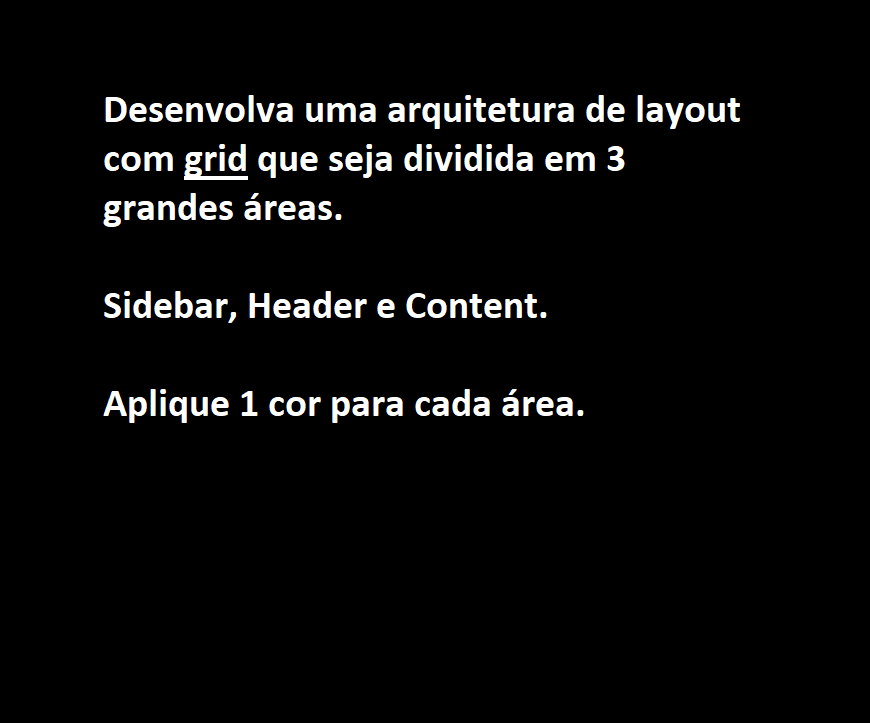 Desenvolva uma arquitetura de layout
com grid que seja dividida em 3
grandes áreas.
Sidebar, Header e Content.
Aplique 1 cor para cada área.